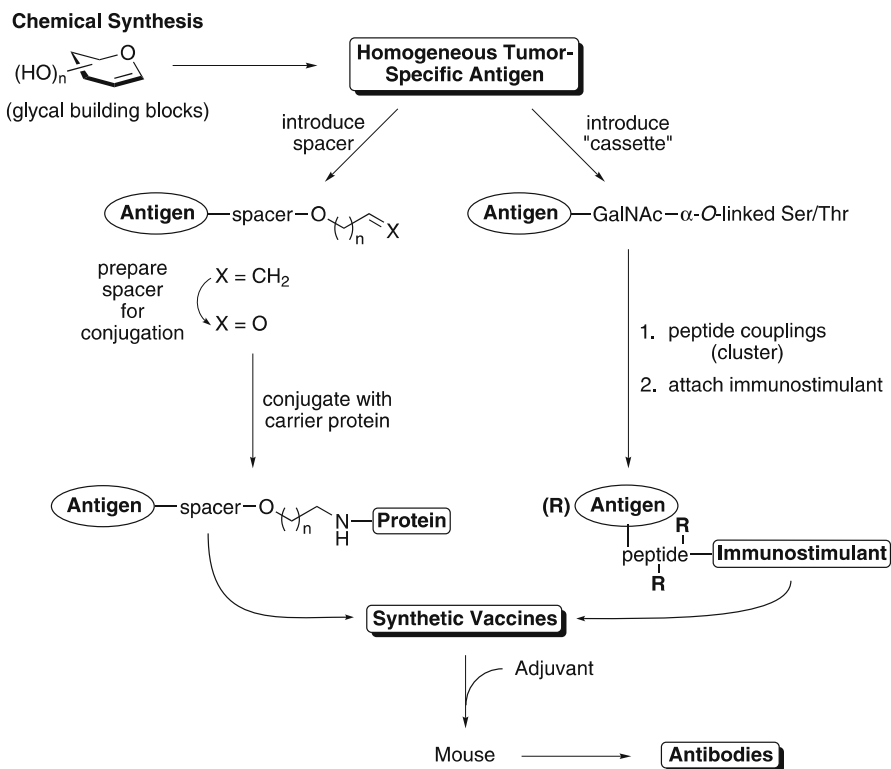 Chemical Synthesis
(HO)n
O
(glycal building blocks)
Homogeneous Tumor-
Specific Antigen
introduce
spacer
introduce
"cassette"
Antigen
spacer
O
n
X
Antigen
GalNAc
α-O-linked Ser/Thr
prepare
spacer
for
conjugation
X = CH2
X = O
1. peptide couplings
(cluster)
2. attach immunostimulant
conjugate with
carrier protein
Antigen
spacer
O
n
N
H
Protein
(R)
Antigen
R
peptide
R
Immunostimulant
Synthetic Vaccines
Adjuvant
Mouse
Antibodies